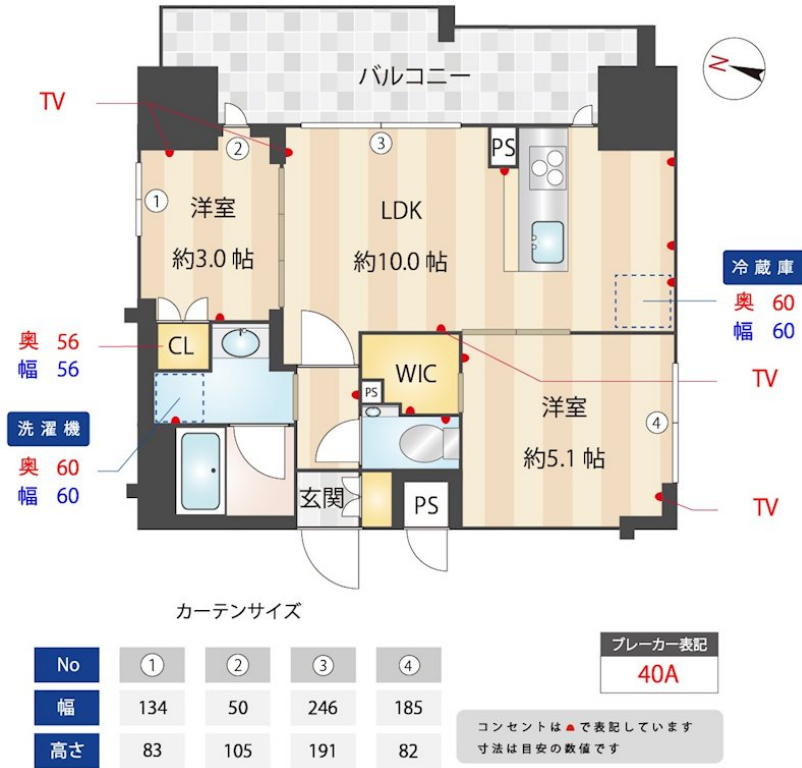 バルコニー
N
TV
②
③
PS
①
洋室
約3.0 帖
LDK
約10.0 帖
冷蔵庫
奥 60
幅 60
奥 56
幅 56
CL
WIC
PS
TV
洋室
約5.1 帖
④
洗濯機
奥 60
幅 60
玄関
PS
TV
カーテンサイズ
No ① ② ③ ④
幅 134 50 246 185
高さ 83 105 191 82
ブレーカー表記
40A
コンセントは で表記しています
寸法は目安の数値です